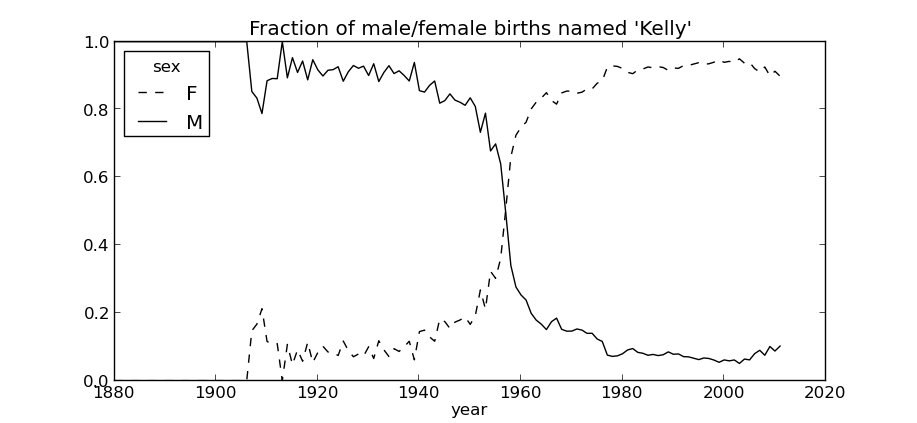 Fraction of male/female births named 'Kelly'
1.0
sex
F
M
0.8
0.6
0.4
0.2
0.0
1880 1900 1920 1940 1960 1980 2000 2020
year